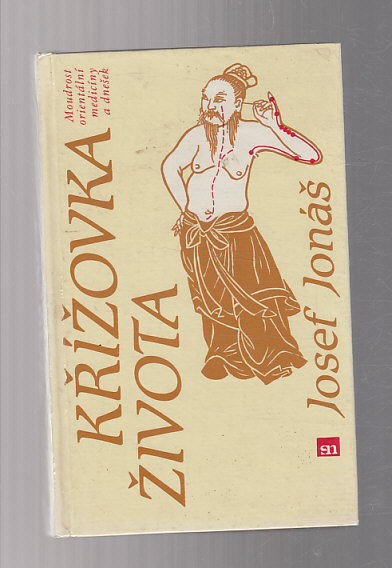 Moudrost
orientální
medicíny
a dnešek
KŘÍŽOVKA
ŽIVOTA
Josef Jonáš
sn